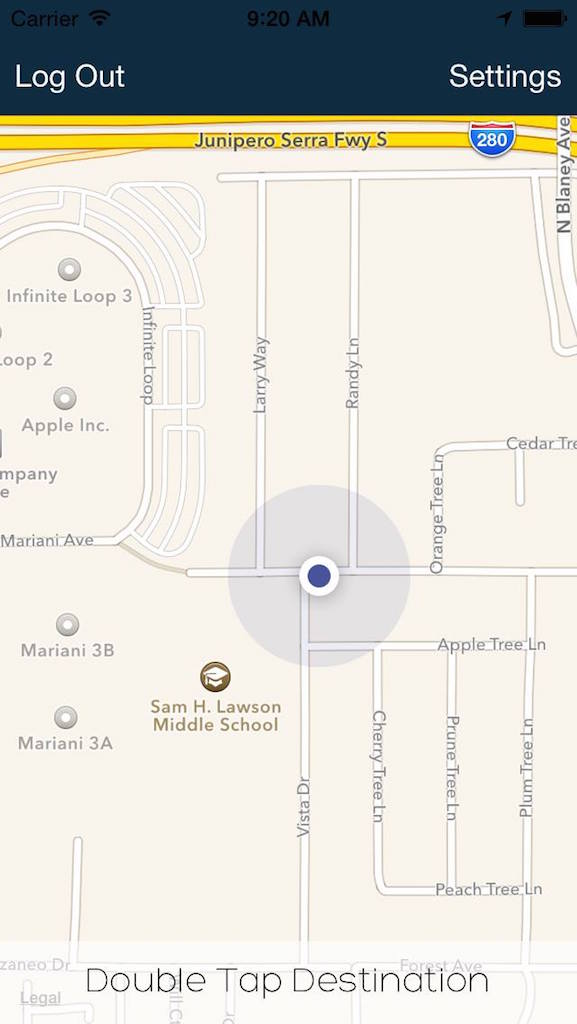 Carrier 9:20 AM
Log Out Settings
Junipero Serra Fwy S 280
N Blaney Ave
Infinite Loop 3
Infinite Loop
Loop 2
Larry Way
Randy Ln
Apple Inc.
Cedar Tre
mpany
e
Orange Tree Ln
Mariani Ave
Mariani 3B
Apple Tree Ln
Sam H. Lawson
Middle School
Mariani 3A
Cherry Tree Ln
Prune Tree Ln
Plum Tree Ln
Vista Dr
Peach Tree Ln
zaneo Dr
Forest Ave
Double Tap Destination
Legal